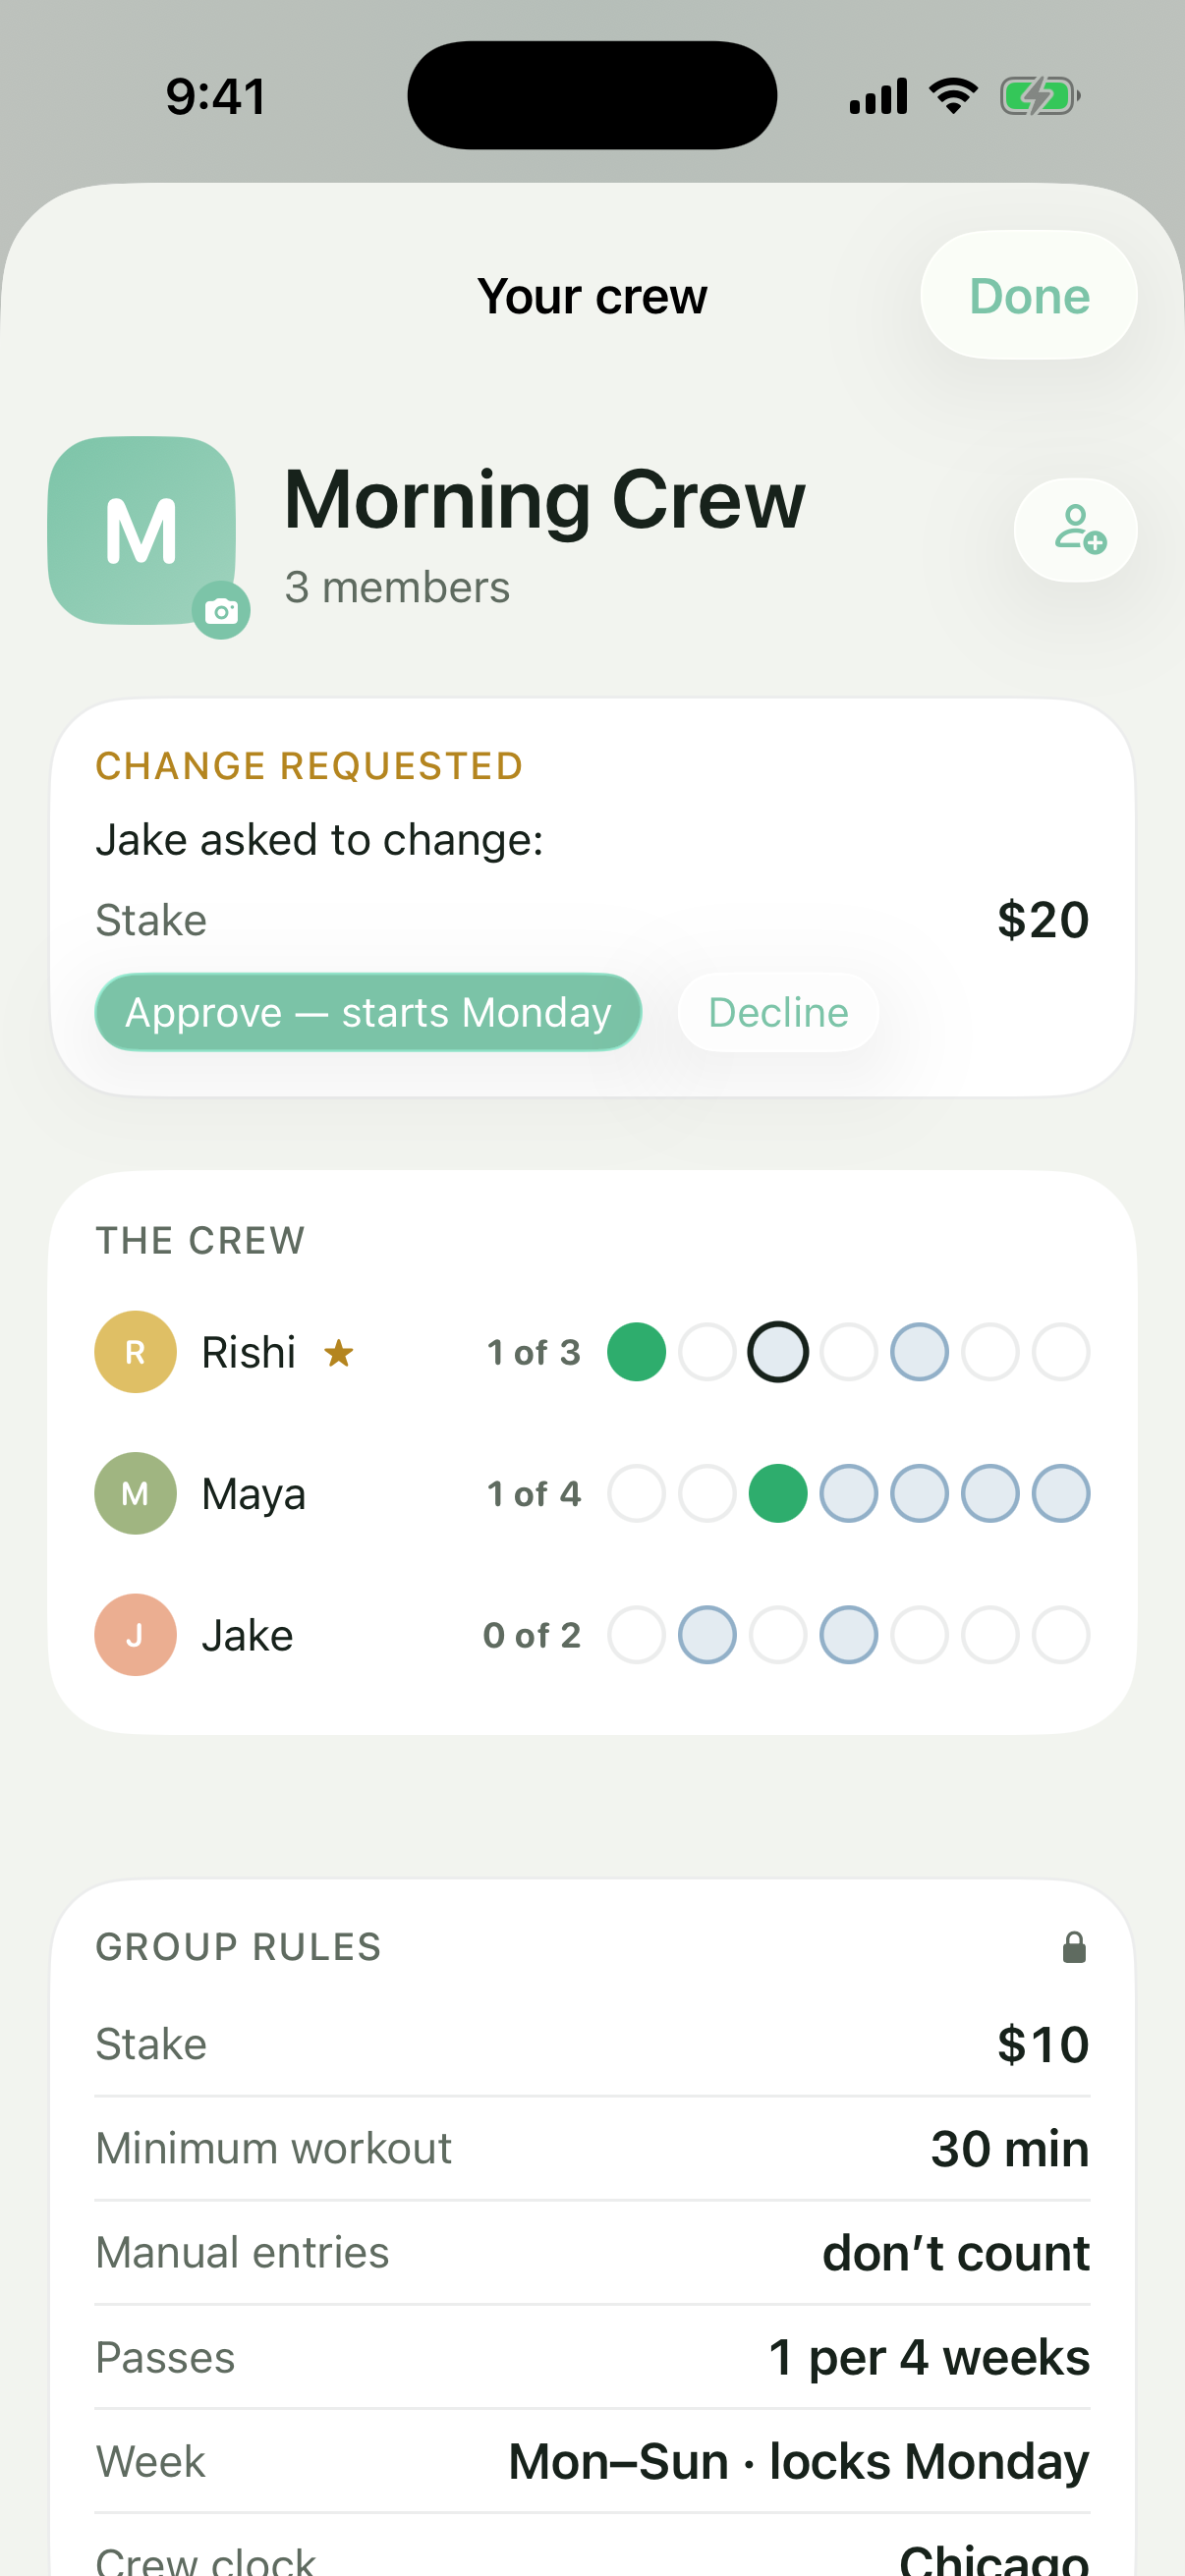 9:41
Your crew
Done
M
Morning Crew
3 members
CHANGE REQUESTED
Jake asked to change:
Stake $20
Approve — starts Monday
Decline
THE CREW
R Rishi 1 of 3
M Maya 1 of 4
J Jake 0 of 2
GROUP RULES
Stake $10
Minimum workout 30 min
Manual entries don’t count
Passes 1 per 4 weeks
Week Mon–Sun · locks Monday
Crew clock Chicago